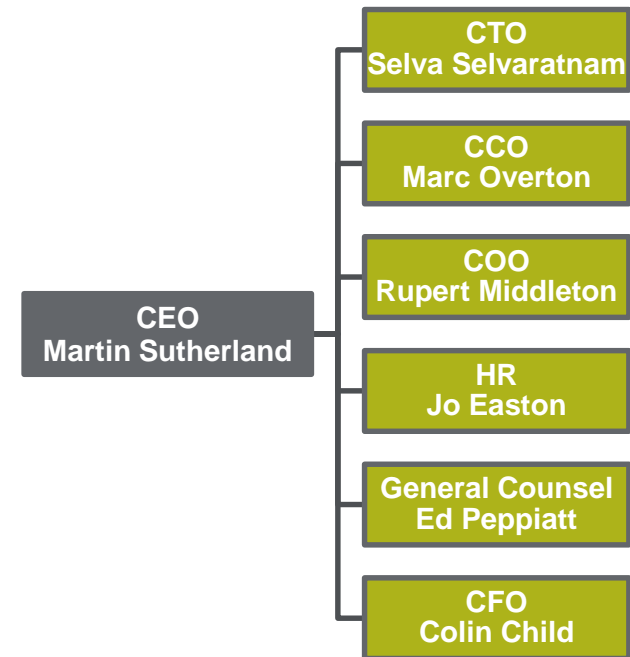 CTO
Selva Selvaratnam
CCO
Marc Overton
COO
Rupert Middleton
CEO
Martin Sutherland
HR
Jo Easton
General Counsel
Ed Peppiatt
CFO
Colin Child